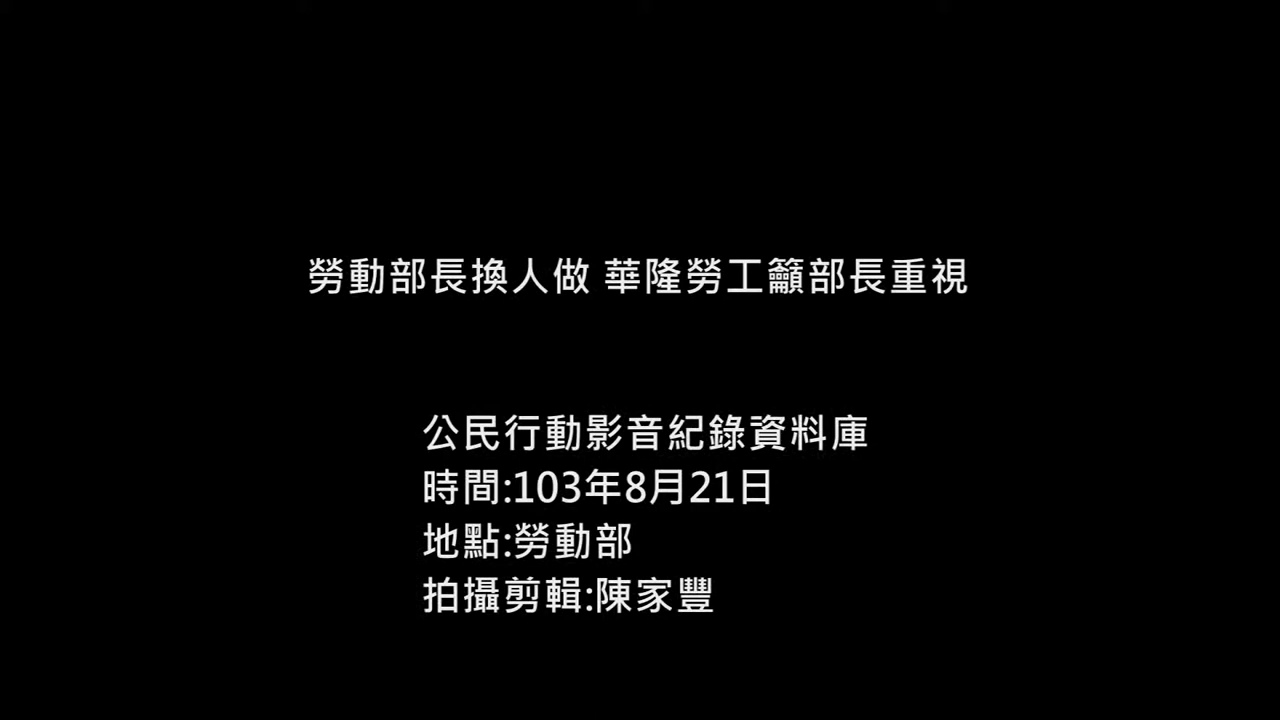 勞動部長換人做 華隆勞工籲部長重視
公民行動影音紀錄資料庫
時間:103年8月21日
地點:勞動部
拍攝剪輯:陳家豐